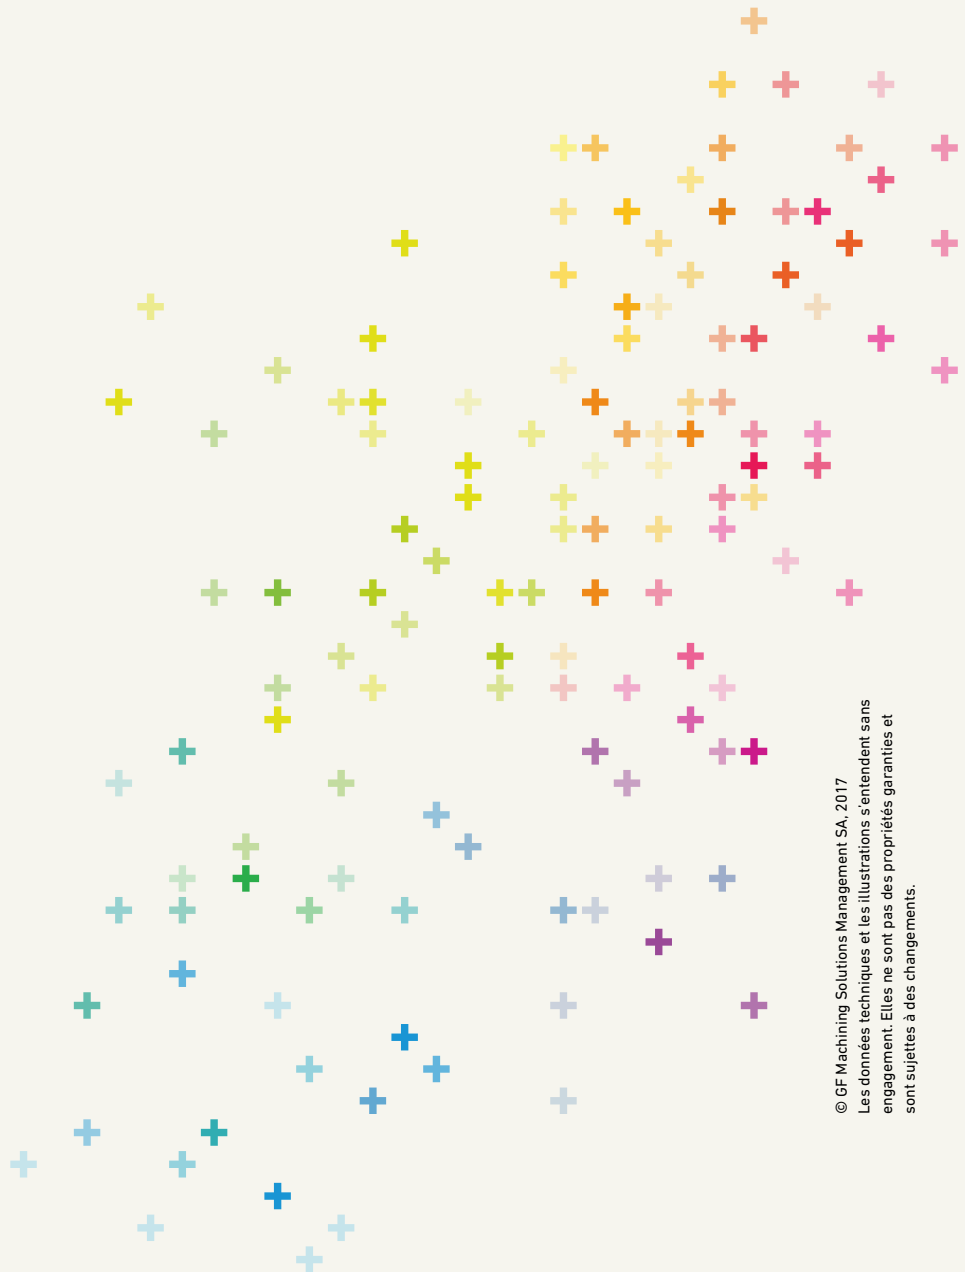 © GF Machining Solutions Management SA, 2017
Les données techniques et les illustrations s'entendent sans
engagement. Elles ne sont pas des propriétés garanties et
sont sujettes à des changements.